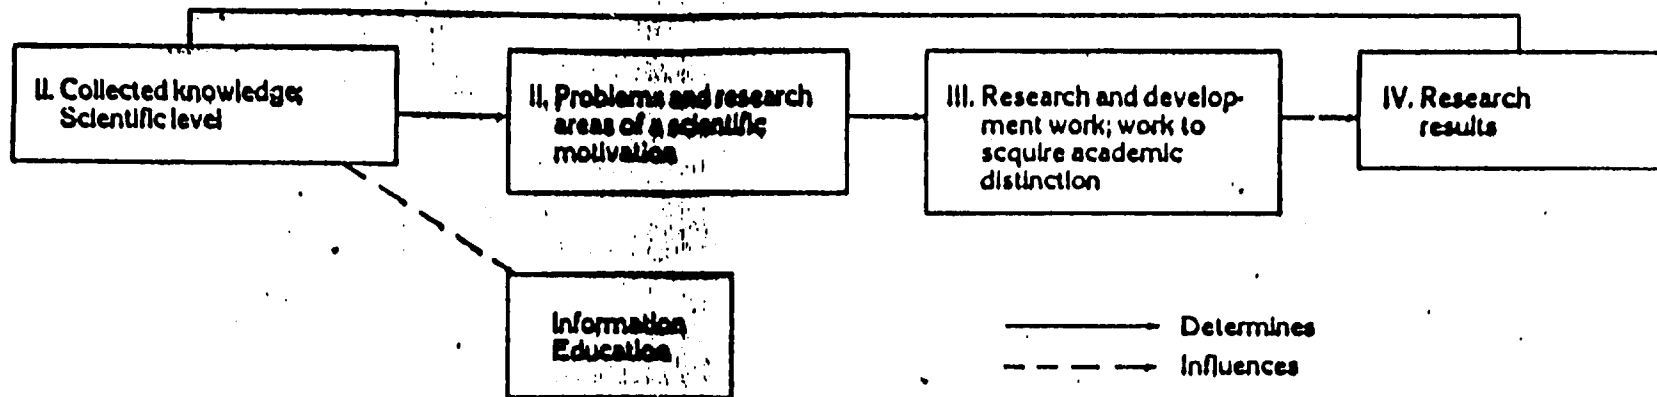 II. Collected knowledge;
Scientific level
II. Problems and research
areas of a scientific
motivation
III. Research and develop-
ment work; work to
scquire academic
distinction
IV. Research
results
Information
Education
Determines
Influences